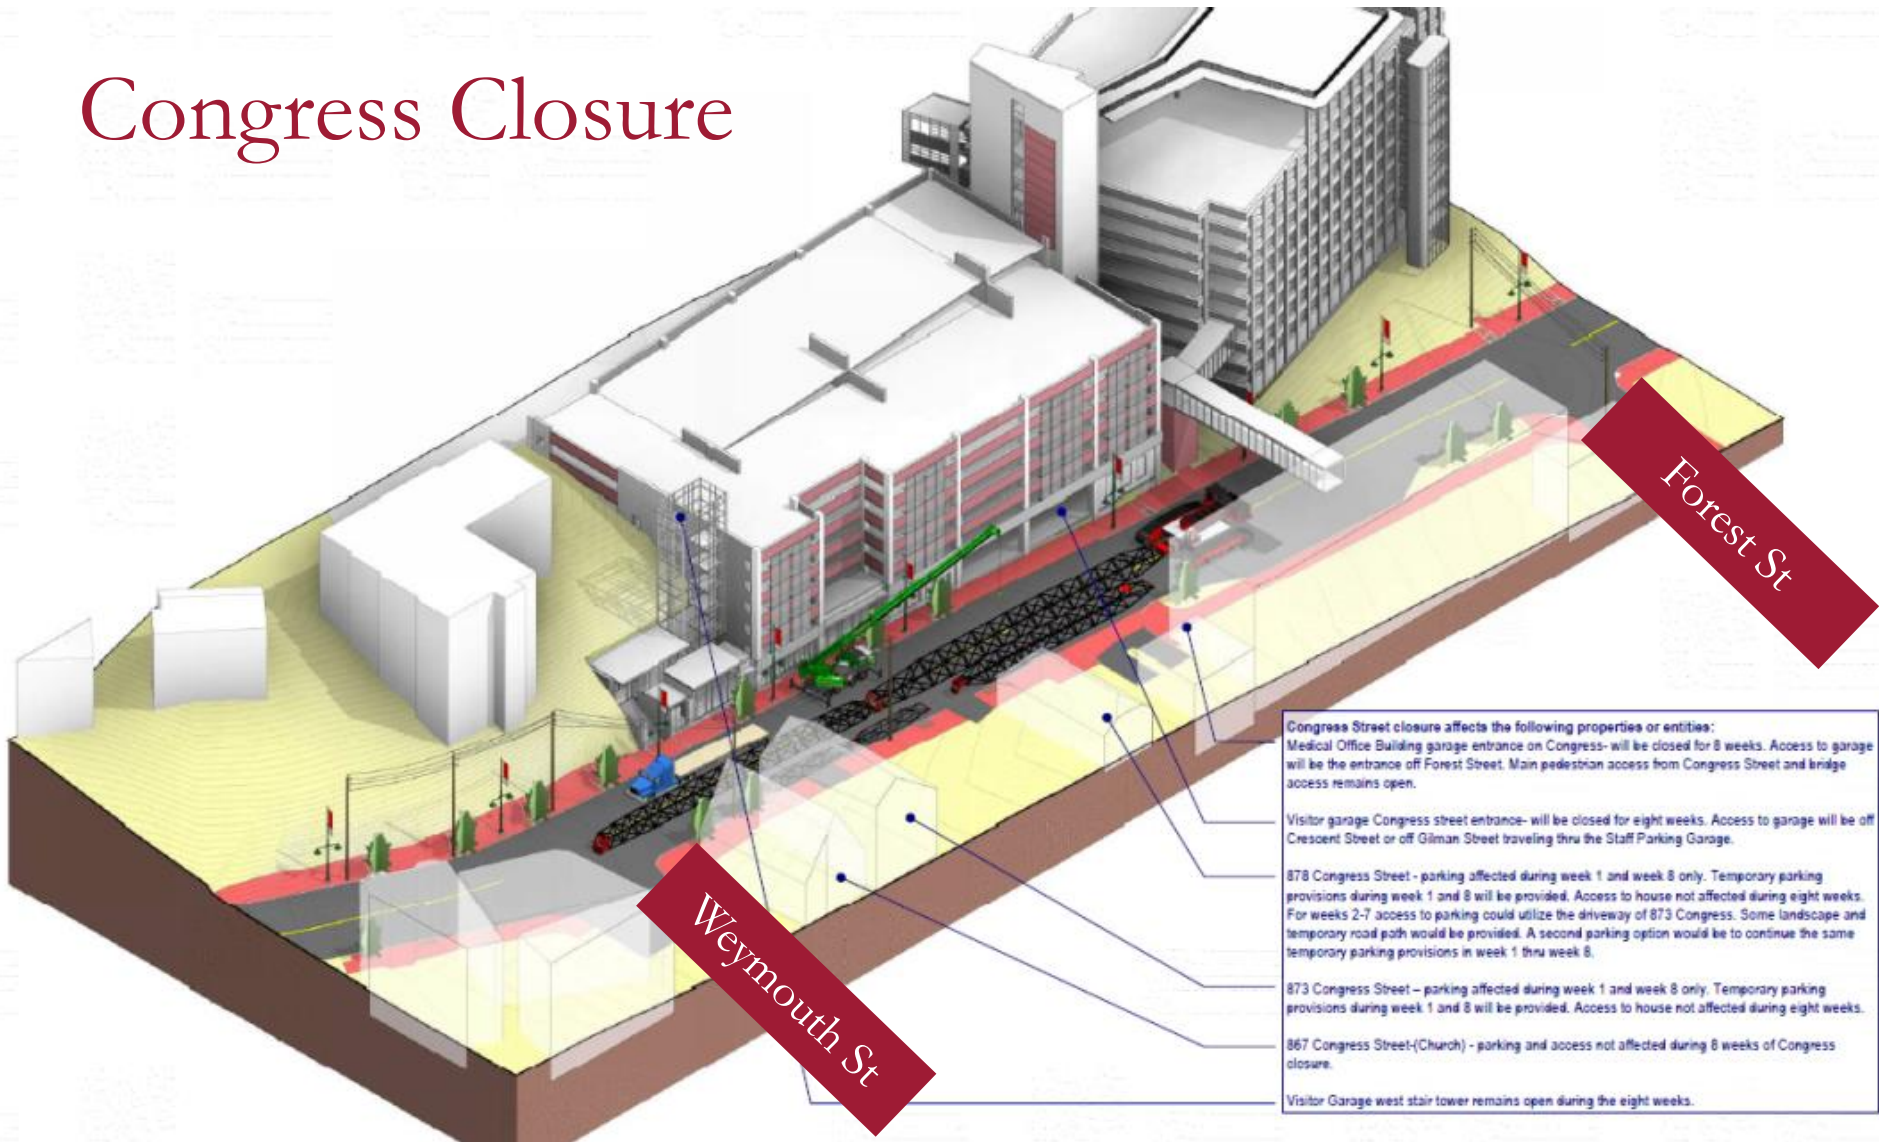 Congress Closure
Forest St
Weymouth St
Congress Street closure affects the following properties or entities:
Medical Office Building garage entrance on Congress- will be closed for 8 weeks. Access to garage
will be the entrance off Forest Street. Main pedestrian access from Congress Street and bridge
access remains open.
Visitor garage Congress street entrance- will be closed for eight weeks. Access to garage will be off
Crescent Street or off Gilman Street traveling thru the Staff Parking Garage.
878 Congress Street - parking affected during week 1 and week 8 only. Temporary parking
provisions during week 1 and 8 will be provided. Access to house not affected during eight weeks.
For weeks 2-7 access to parking could utilize the driveway of 873 Congress. Some landscape and
temporary road path would be provided. A second parking option would be to continue the same
temporary parking provisions in week 1 thru week 8.
873 Congress Street – parking affected during week 1 and week 8 only. Temporary parking
provisions during week 1 and 8 will be provided. Access to house not affected during eight weeks.
867 Congress Street-(Church) - parking and access not affected during 8 weeks of Congress
closure.
Visitor Garage west stair tower remains open during the eight weeks.